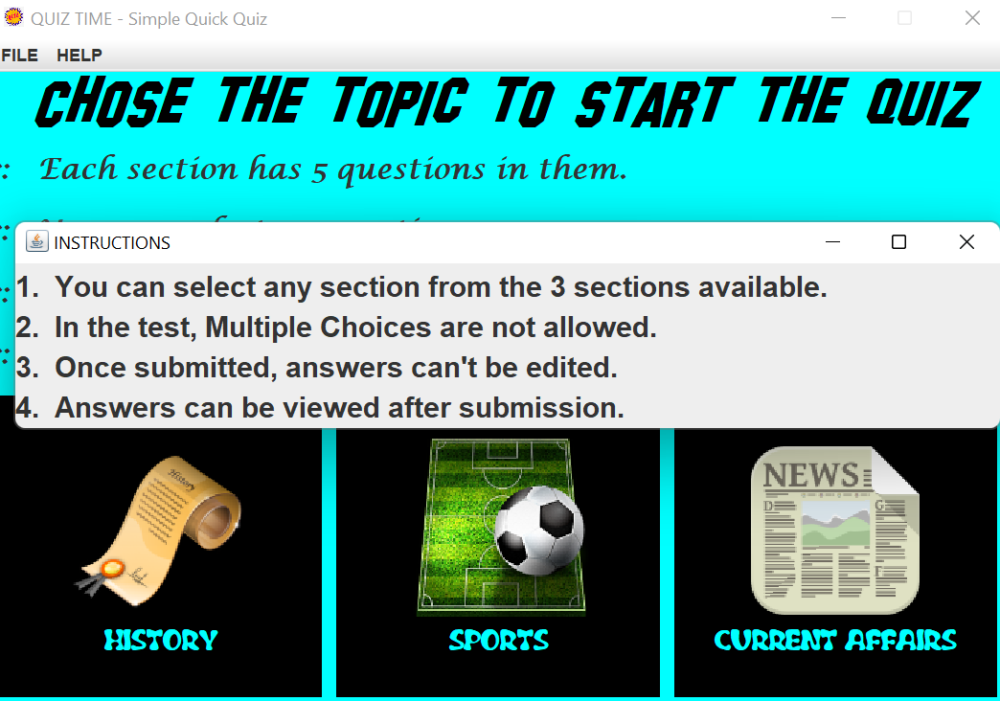 QUIZ TIME - Simple Quick Quiz
FILE HELP
CHOSE THE TOPIC TO START THE QUIZ
:: Each section has 5 questions in them.
::
INSTRUCTIONS
1. You can select any section from the 3 sections available.
2. In the test, Multiple Choices are not allowed.
3. Once submitted, answers can't be edited.
4. Answers can be viewed after submission.
History
NEWS
D
G
F
HISTORY
SPORTS
CURRENT AFFAIRS